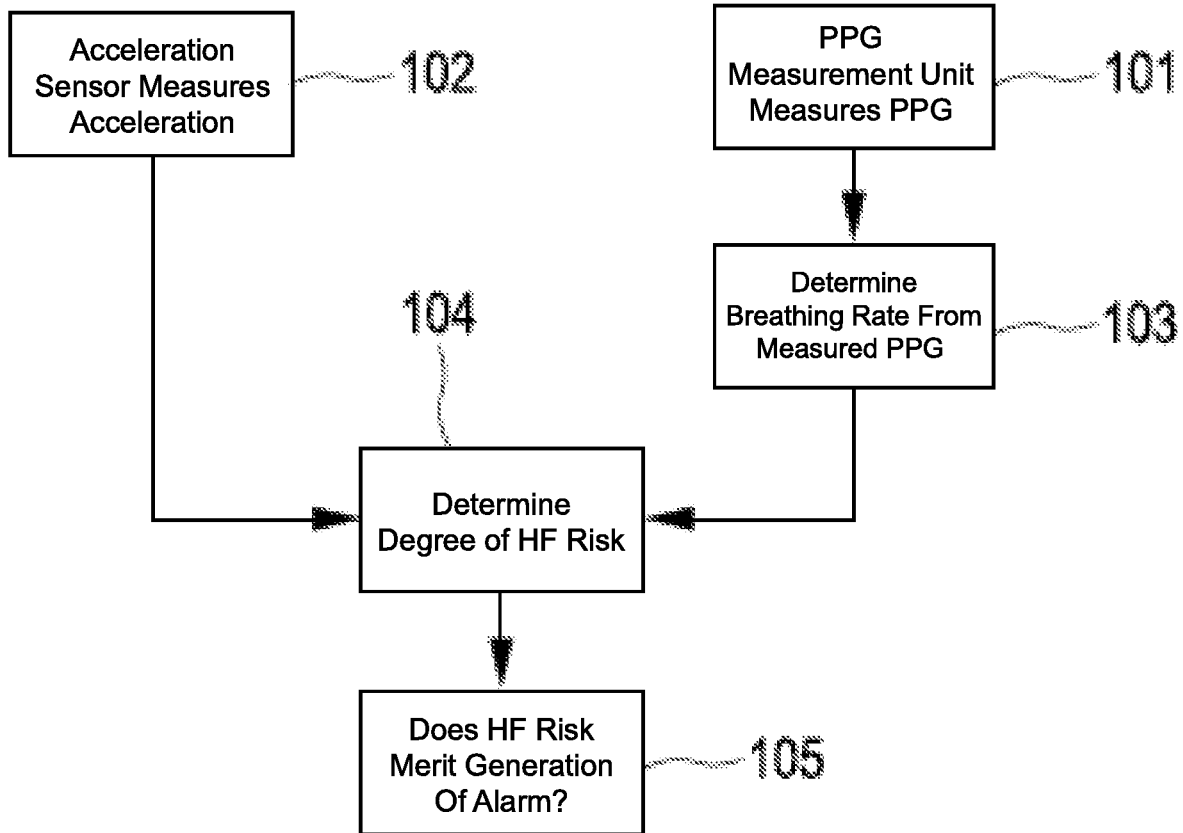 Acceleration
Sensor Measures
Acceleration
102
PPG
Measurement Unit
Measures PPG
101
Determine
Breathing Rate From
Measured PPG
103
104
Determine
Degree of HF Risk
Does HF Risk
Merit Generation
Of Alarm?
105